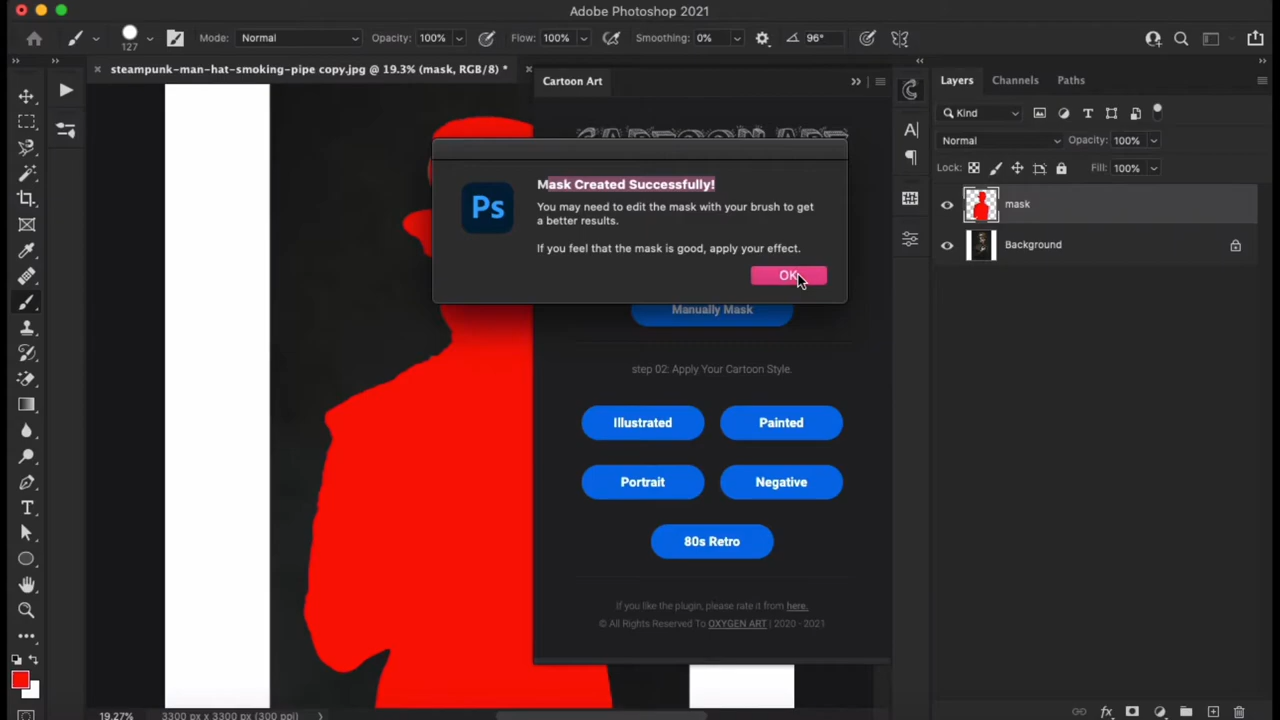 Adobe Photoshop 2021
127
Mode: Normal Opacity: 100% Flow: 100% Smoothing: 0% 96°
steampunk-man-hat-smoking-pipe copy.jpg @ 19.3% (mask, RGB/8) *
Cartoon Art
CARTOON ART
Ps
Mask Created Successfully!
You may need to edit the mask with your brush to get
a better results.
If you feel that the mask is good, apply your effect.
OK
Manually Mask
step 02: Apply Your Cartoon Style.
Illustrated Painted
Portrait Negative
80s Retro
If you like the plugin, please rate it from here.
© All Rights Reserved To OXYGEN ART | 2020 - 2021
Layers Channels Paths
Kind
Normal Opacity: 100%
Lock: Fill: 100%
mask
Background
19.27% 3300 px x 3300 px (300 ppi)